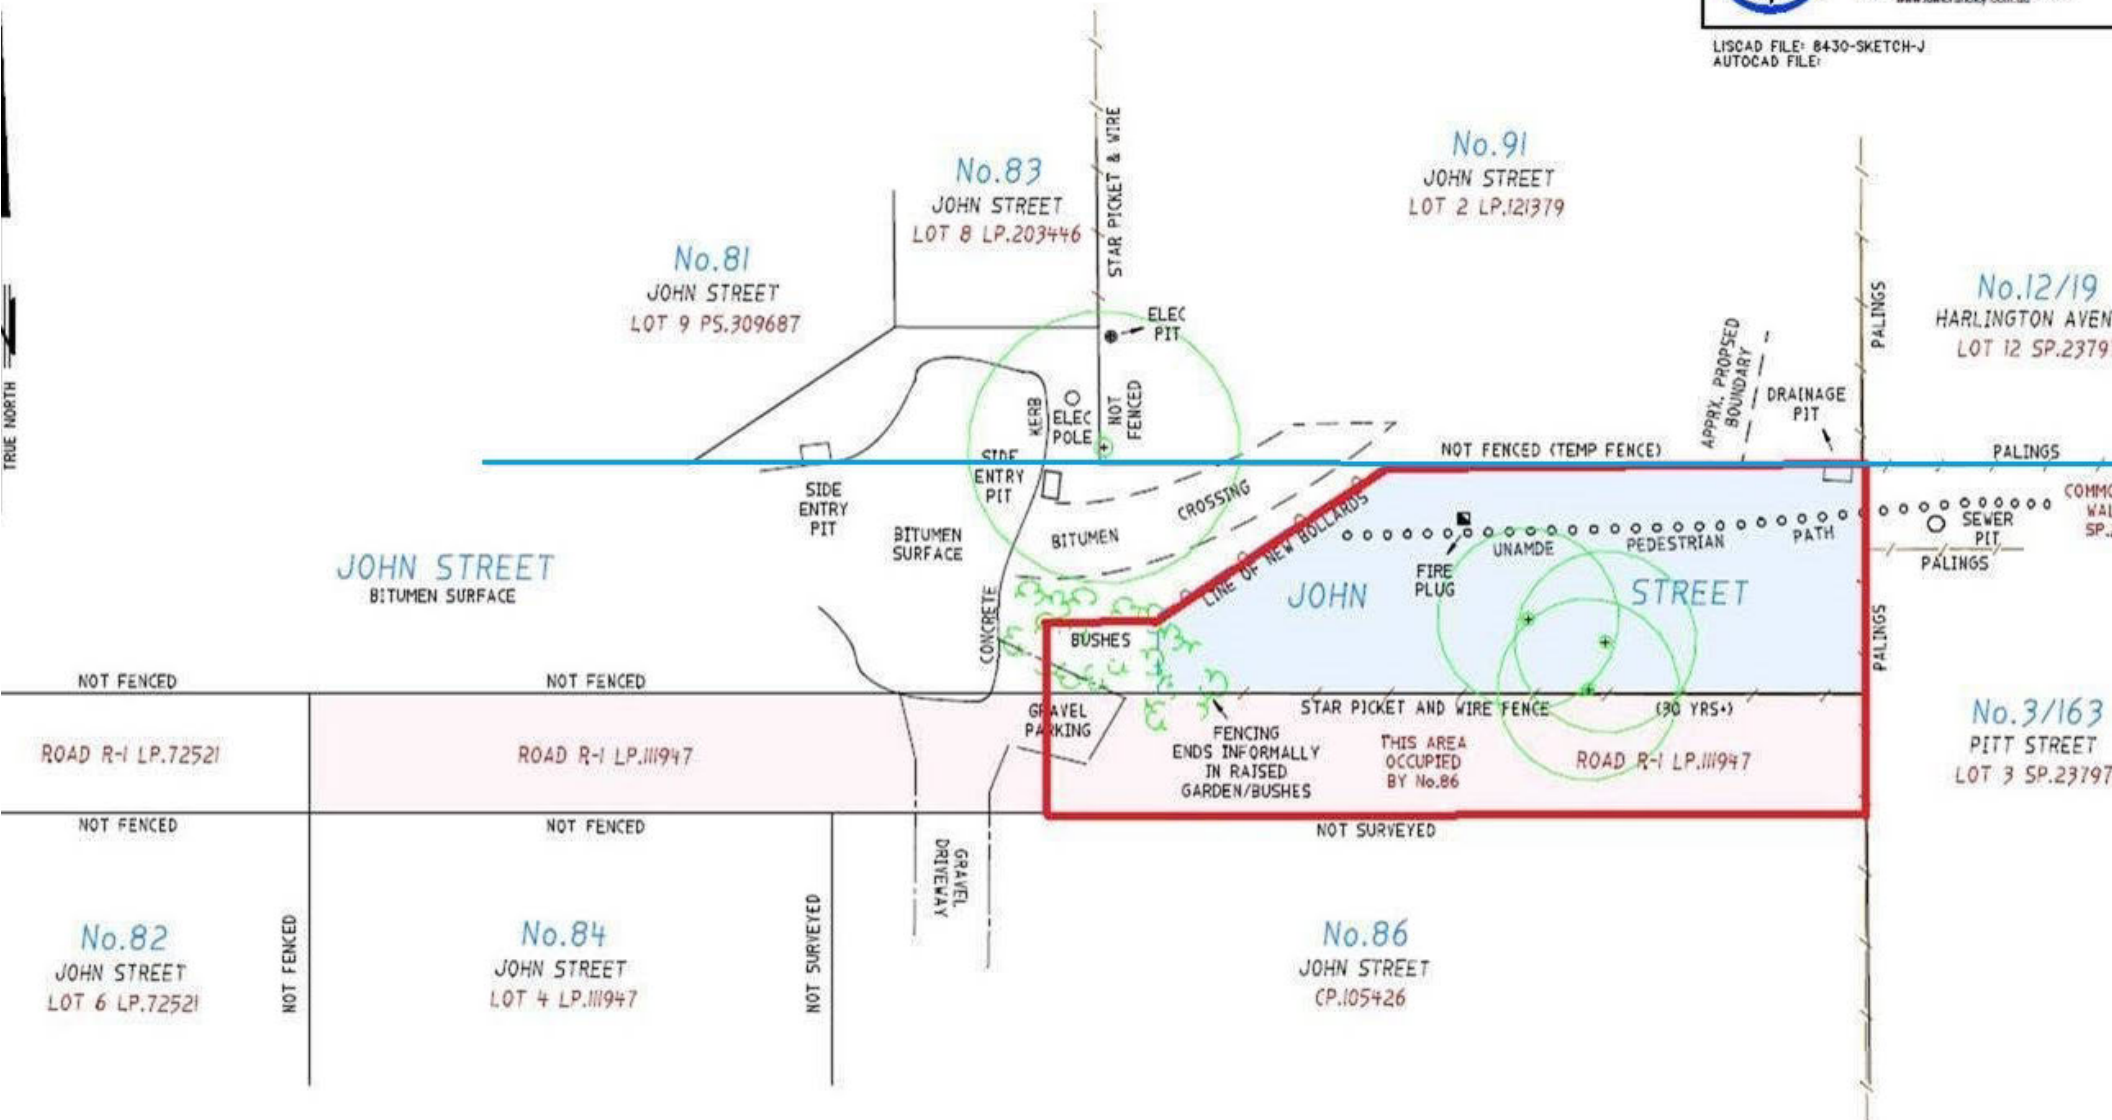 LISCAD FILE: 8430-SKETCH-J
AUTOCAD FILE:
TRUE NORTH
No.83
JOHN STREET
LOT 8 LP.203446
STAR PICKET & WIRE
No.91
JOHN STREET
LOT 2 LP.121379
No.81
JOHN STREET
LOT 9 PS.309687
ELEC
PIT
PALINGS
No.12/19
HARLINGTON AVEN
LOT 12 SP.2379
APPRX. PROPSED
BOUNDARY
DRAINAGE
PIT
KERB
ELEC
POLE
NOT
FENCED
NOT FENCED (TEMP FENCE)
PALINGS
SIDE
ENTRY
PIT
SIDE
ENTRY
PIT
BITUMEN
SURFACE
BITUMEN
CROSSING
LINE OF NEW BOLLARDS
FIRE
PLUG
UNAMDE
PEDESTRIAN
PATH
SEWER
PIT
COMMO
WAL
SP.
PALINGS
JOHN STREET
BITUMEN SURFACE
JOHN
STREET
CONCRETE
BUSHES
PALINGS
NOT FENCED
NOT FENCED
GRAVEL
PARKING
STAR PICKET AND WIRE FENCE
(30 YRS+)
FENCING
ENDS INFORMALLY
IN RAISED
GARDEN/BUSHES
THIS AREA
OCCUPIED
BY No.86
ROAD R-1 LP.72521
ROAD R-1 LP.111947
ROAD R-1 LP.111947
No.3/163
PITT STREET
LOT 3 SP.23797
NOT FENCED
NOT FENCED
NOT SURVEYED
GRAVEL
DRIVEWAY
No.82
JOHN STREET
LOT 6 LP.72521
NOT FENCED
No.84
JOHN STREET
LOT 4 LP.111947
NOT SURVEYED
No.86
JOHN STREET
CP.105426